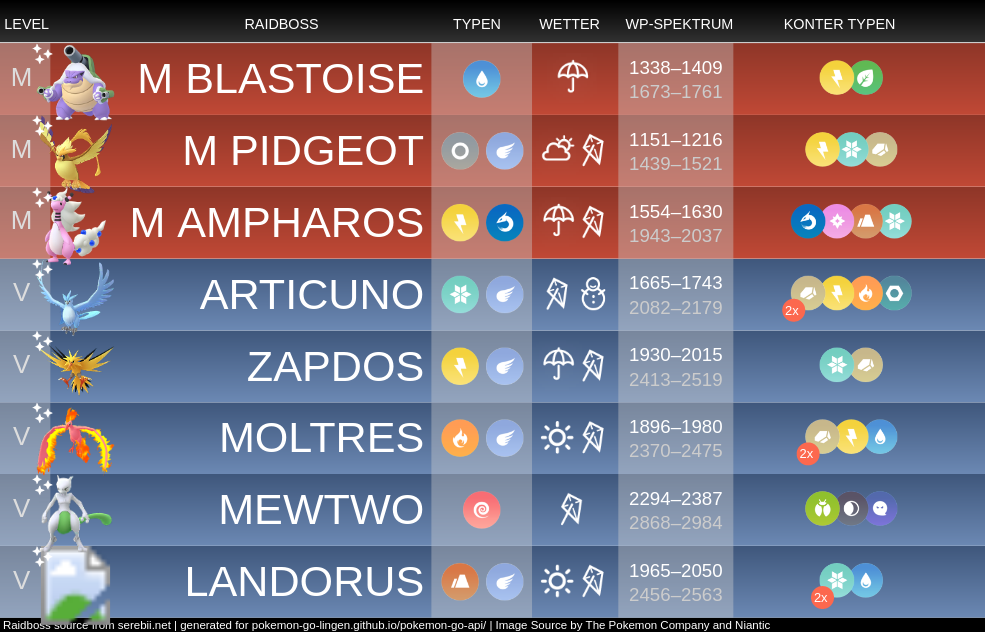 LEVEL RAIDBOSS TYPEN WETTER WP-SPEKTRUM KONTER TYPEN
M M BLASTOISE 1338–1409
1673–1761
M M PIDGEOT 1151–1216
1439–1521
M M AMPHAROS 1554–1630
1943–2037
V ARTICUNO 1665–1743
2082–2179 2x
V ZAPDOS 1930–2015
2413–2519
V MOLTRES 1896–1980
2370–2475 2x
V MEWTWO 2294–2387
2868–2984
V LANDORUS 1965–2050
2456–2563 2x
Raidboss source from serebii.net | generated for pokemon-go-lingen.github.io/pokemon-go-api/ | Image Source by The Pokemon Company and Niantic